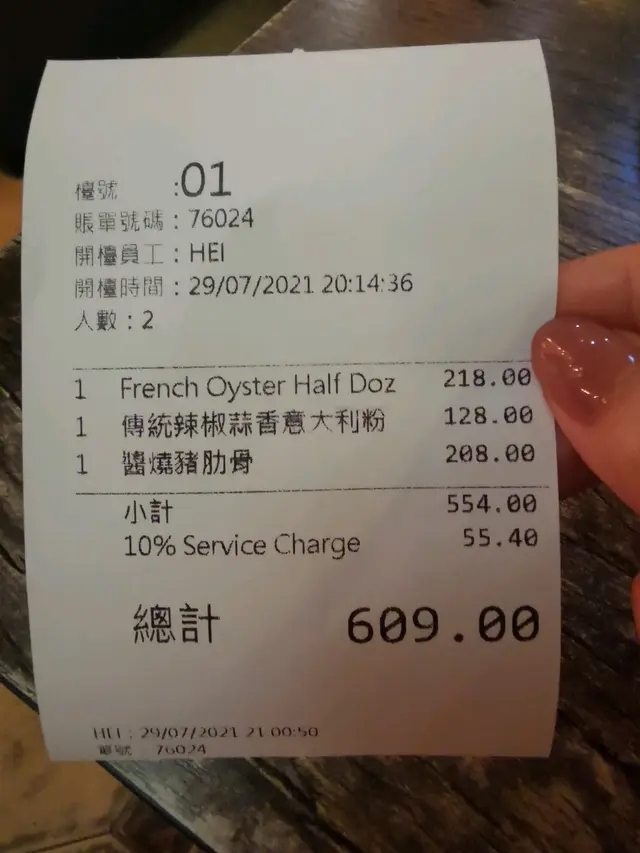 檯號 :01
賬單號碼 : 76024
開檯員工 : HEI
開檯時間 : 29/07/2021 20:14:36
人數 : 2
1 French Oyster Half Doz 218.00
1 傳統辣椒蒜香意大利粉 128.00
1 醬燒豬肋骨 208.00
小計 554.00
10% Service Charge 55.40
總計 609.00
HEI : 29/07/2021 21:00:50
單號 76024